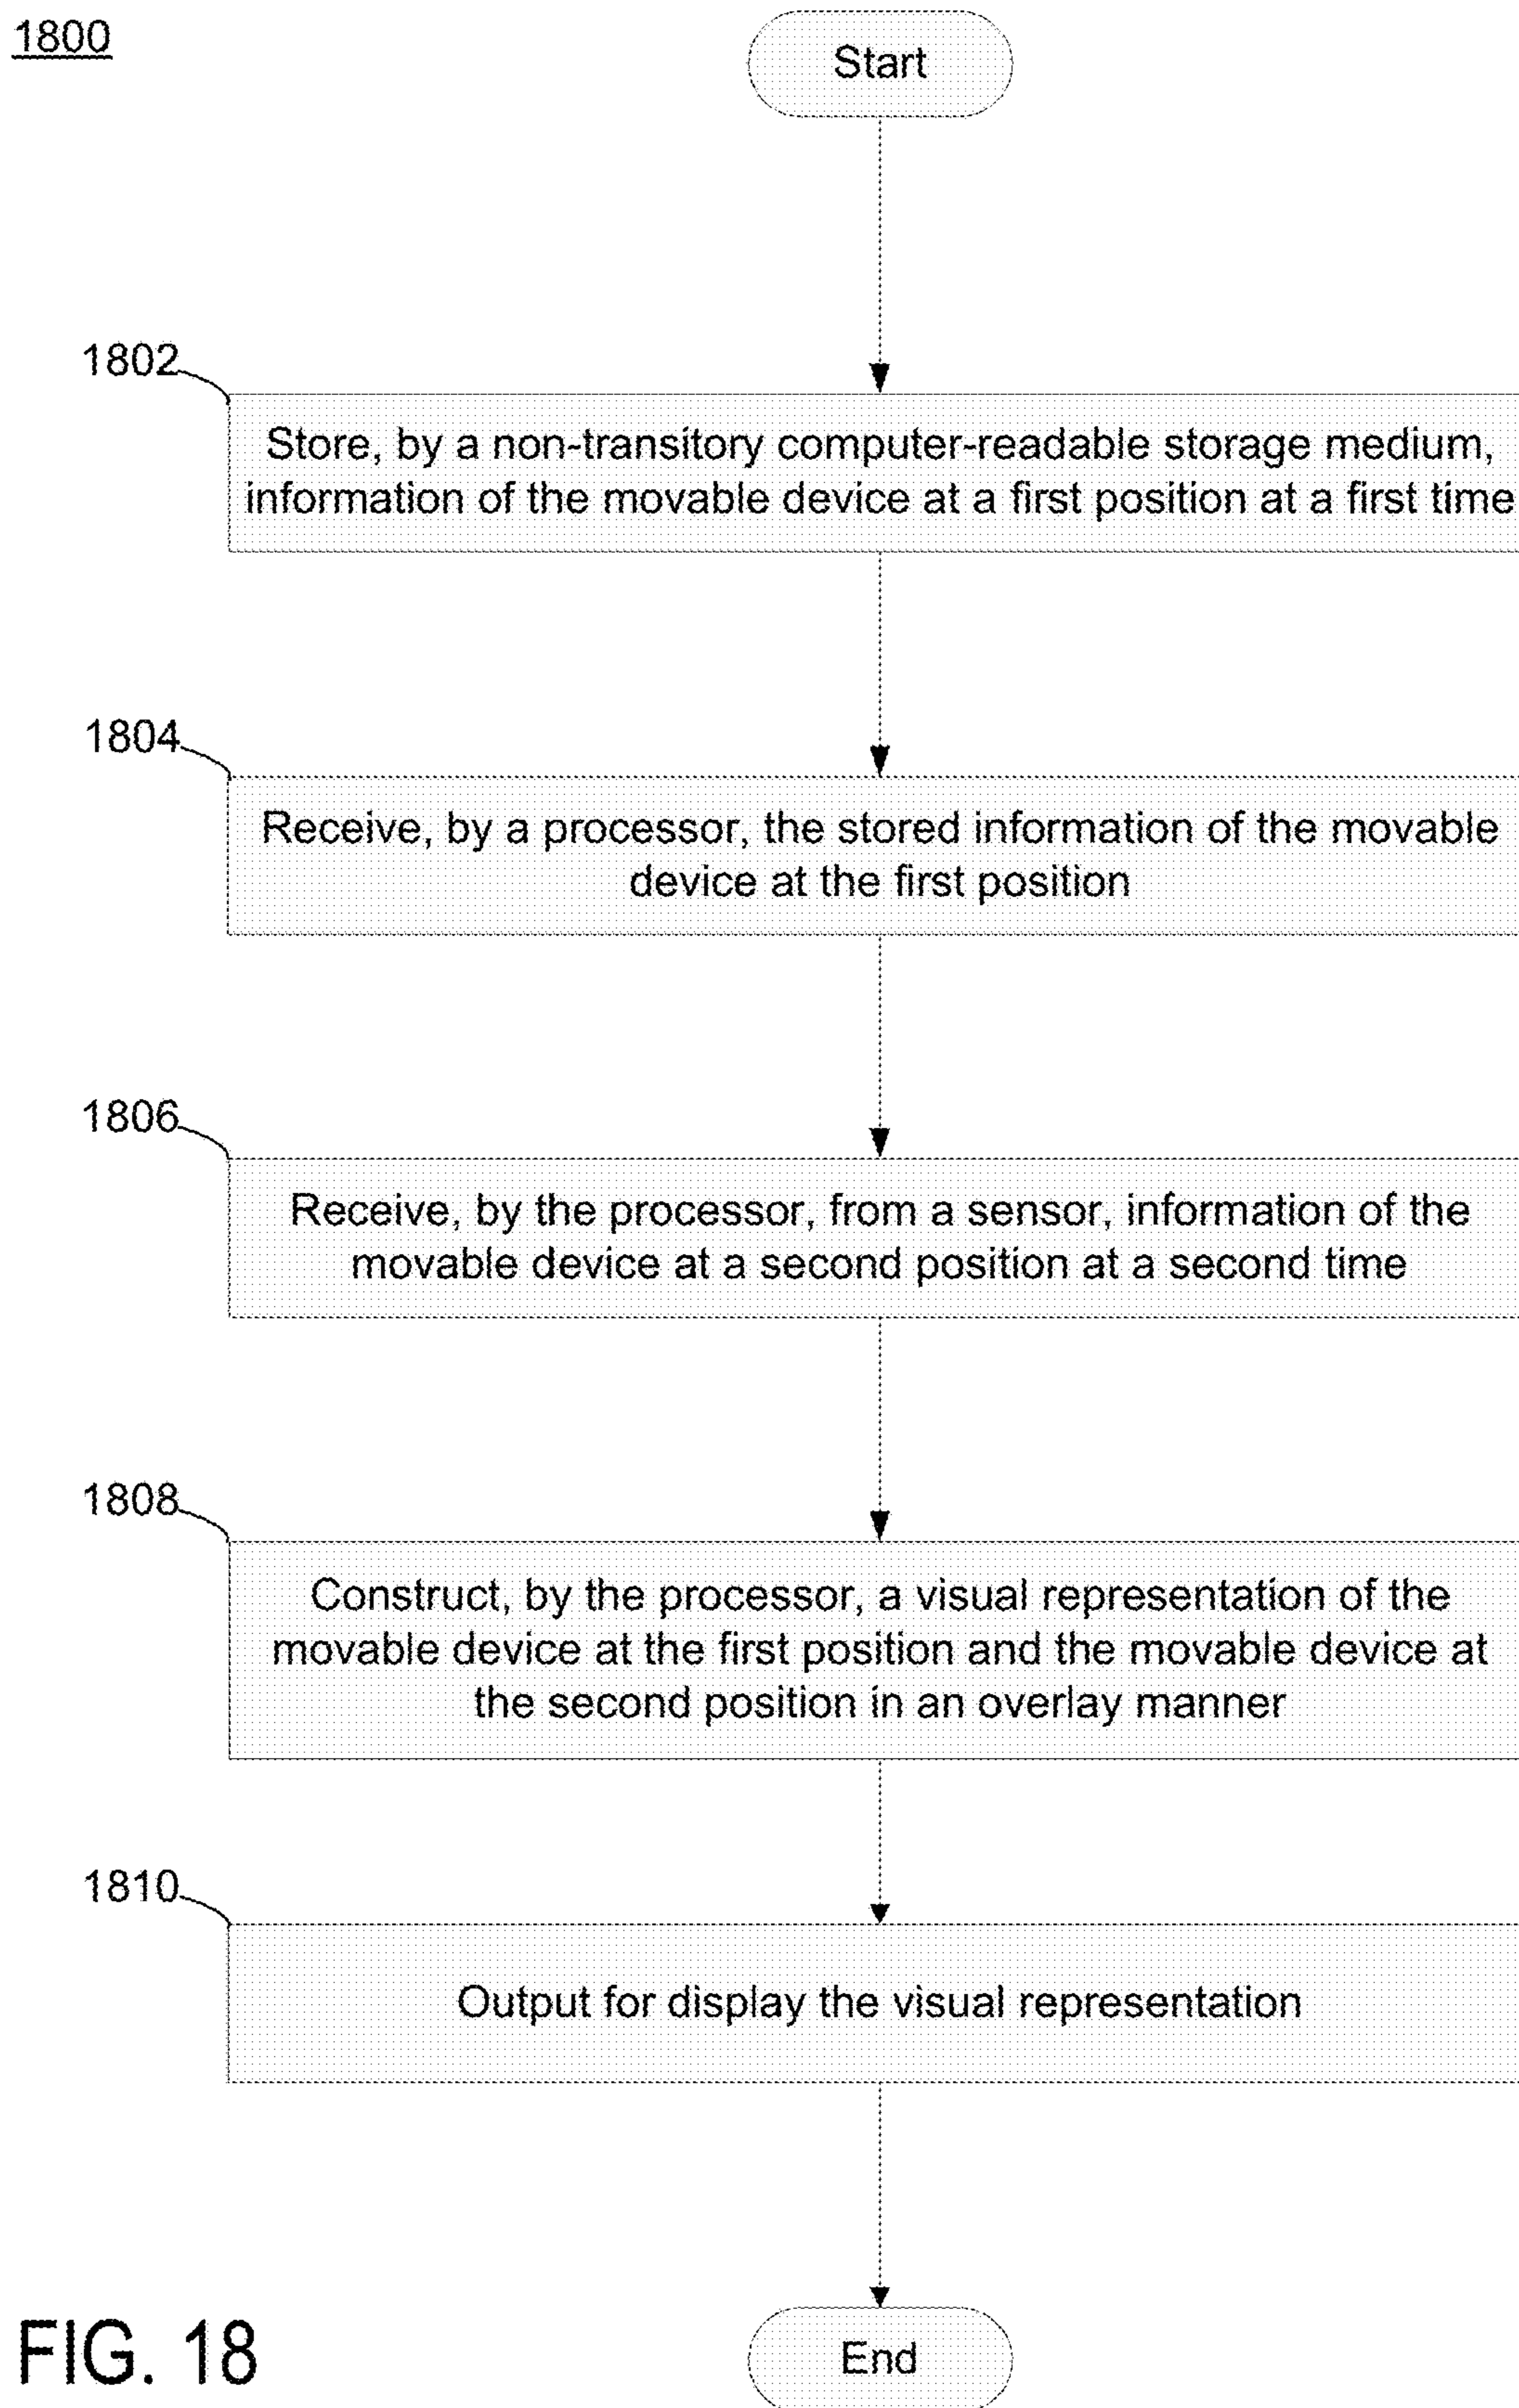 1800
Start
1802
Store, by a non-transitory computer-readable storage medium,
information of the movable device at a first position at a first time
1804
Receive, by a processor, the stored information of the movable
device at the first position
1806
Receive, by the processor, from a sensor, information of the
movable device at a second position at a second time
1808
Construct, by the processor, a visual representation of the
movable device at the first position and the movable device at
the second position in an overlay manner
1810
Output for display the visual representation
End
FIG. 18